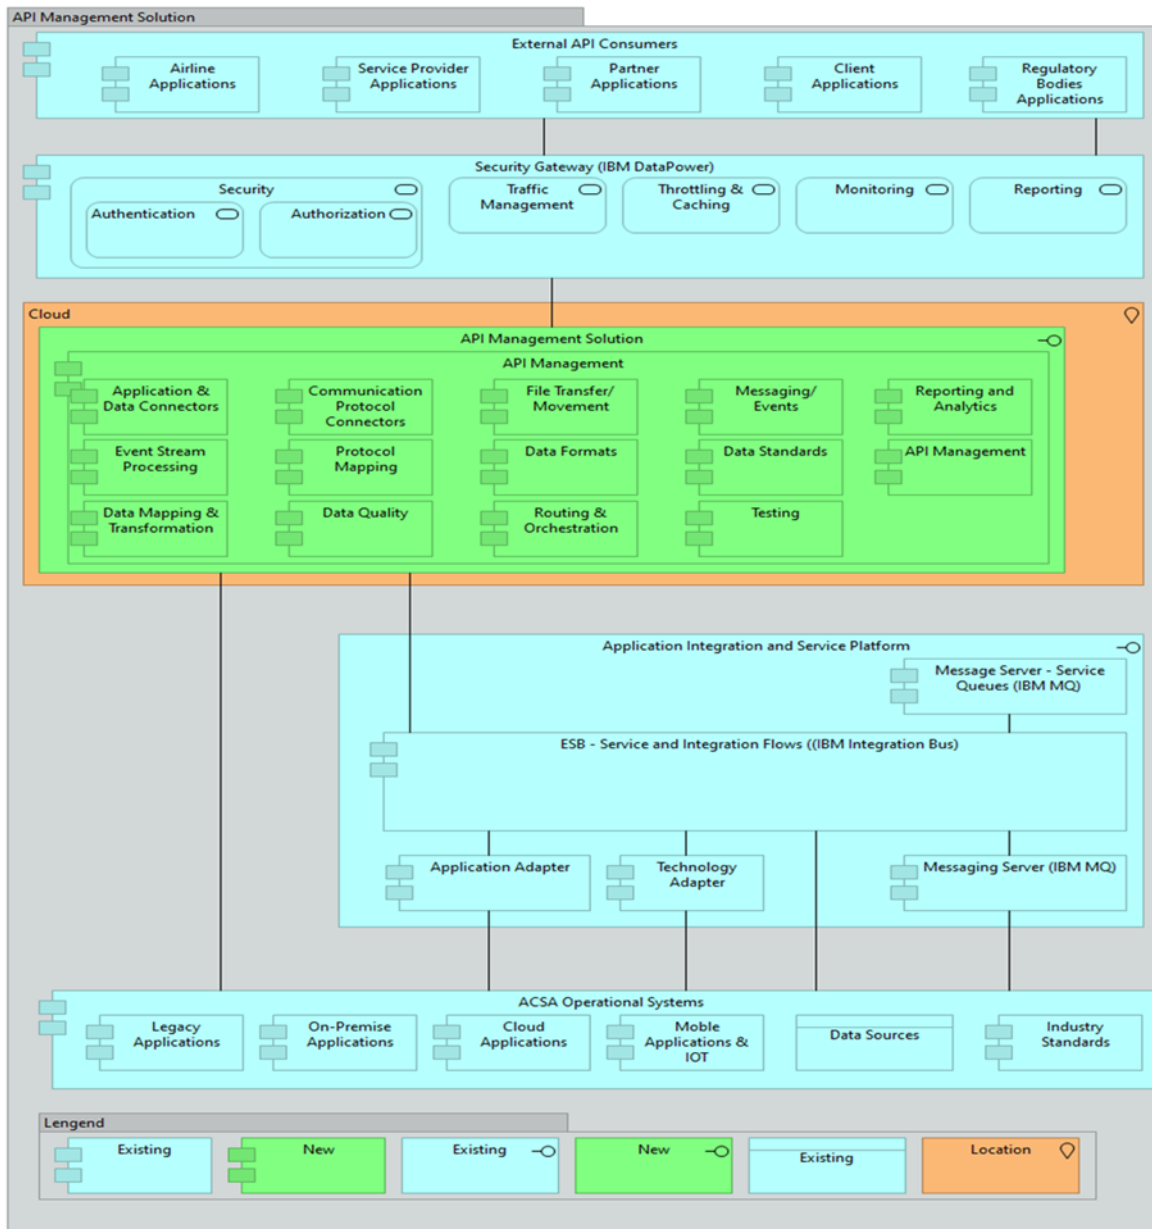 API Management Solution
External API Consumers
Airline
Applications
Service Provider
Applications
Partner
Applications
Client
Applications
Regulatory
Bodies
Applications
Security Gateway (IBM DataPower)
Security
Authentication
Authorization
Traffic
Management
Throttling &
Caching
Monitoring
Reporting
Cloud
API Management Solution
API Management
Application &
Data Connectors
Communication
Protocol
Connectors
File Transfer/
Movement
Messaging/
Events
Reporting and
Analytics
Event Stream
Processing
Protocol
Mapping
Data Formats
Data Standards
API Management
Data Mapping &
Transformation
Data Quality
Routing &
Orchestration
Testing
Application Integration and Service Platform
Message Server - Service
Queues (IBM MQ)
ESB - Service and Integration Flows ((IBM Integration Bus)
Application Adapter
Technology
Adapter
Messaging Server (IBM MQ)
ACSA Operational Systems
Legacy
Applications
On-Premise
Applications
Cloud
Applications
Moble
Applications &
IOT
Data Sources
Industry
Standards
Lengend
Existing
New
Existing
New
Existing
Location